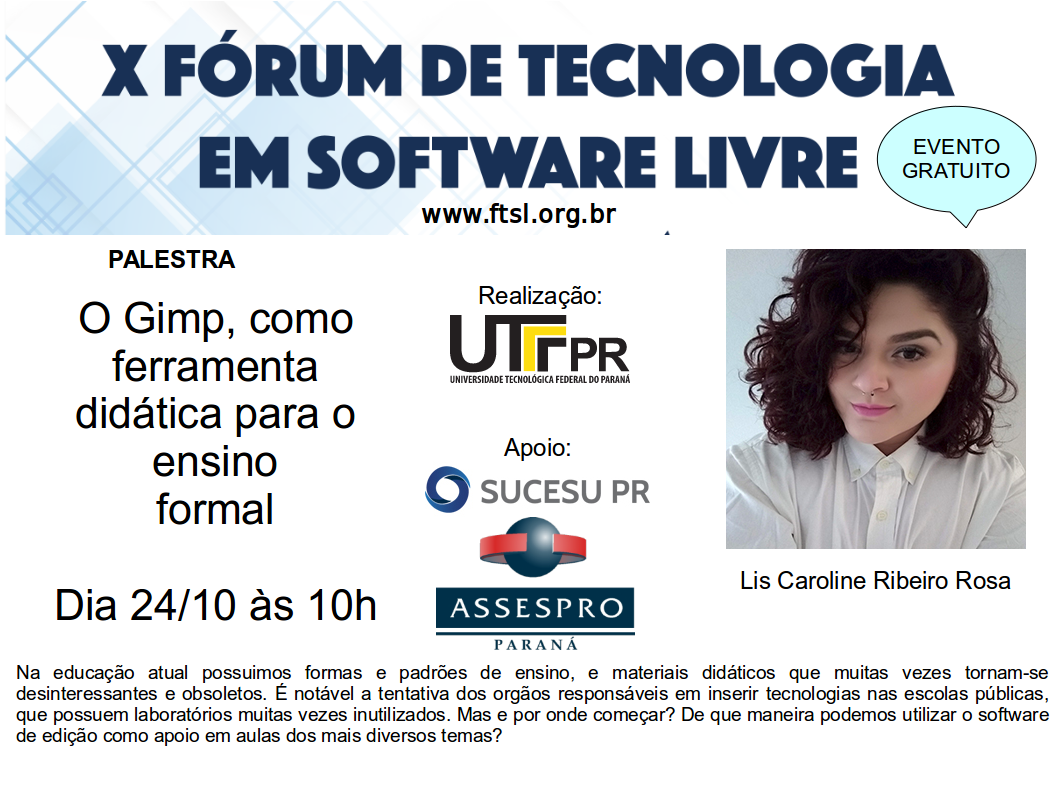 X FÓRUM DE TECNOLOGIA
EM SOFTWARE LIVRE
EVENTO
GRATUITO
www.ftsl.org.br
PALESTRA
O Gimp, como
ferramenta
didática para o
ensino
formal
Dia 24/10 às 10h
Realização:
UTFPR
UNIVERSIDADE TECNOLÓGICA FEDERAL DO PARANÁ
Apoio:
SUCESU PR
ASSESPRO
PARANÁ
Lis Caroline Ribeiro Rosa
Na educação atual possuimos formas e padrões de ensino, e materiais didáticos que muitas vezes tornam-se
desinteressantes e obsoletos. É notável a tentativa dos orgãos responsáveis em inserir tecnologias nas escolas públicas,
que possuem laboratórios muitas vezes inutilizados. Mas e por onde começar? De que maneira podemos utilizar o software
de edição como apoio em aulas dos mais diversos temas?